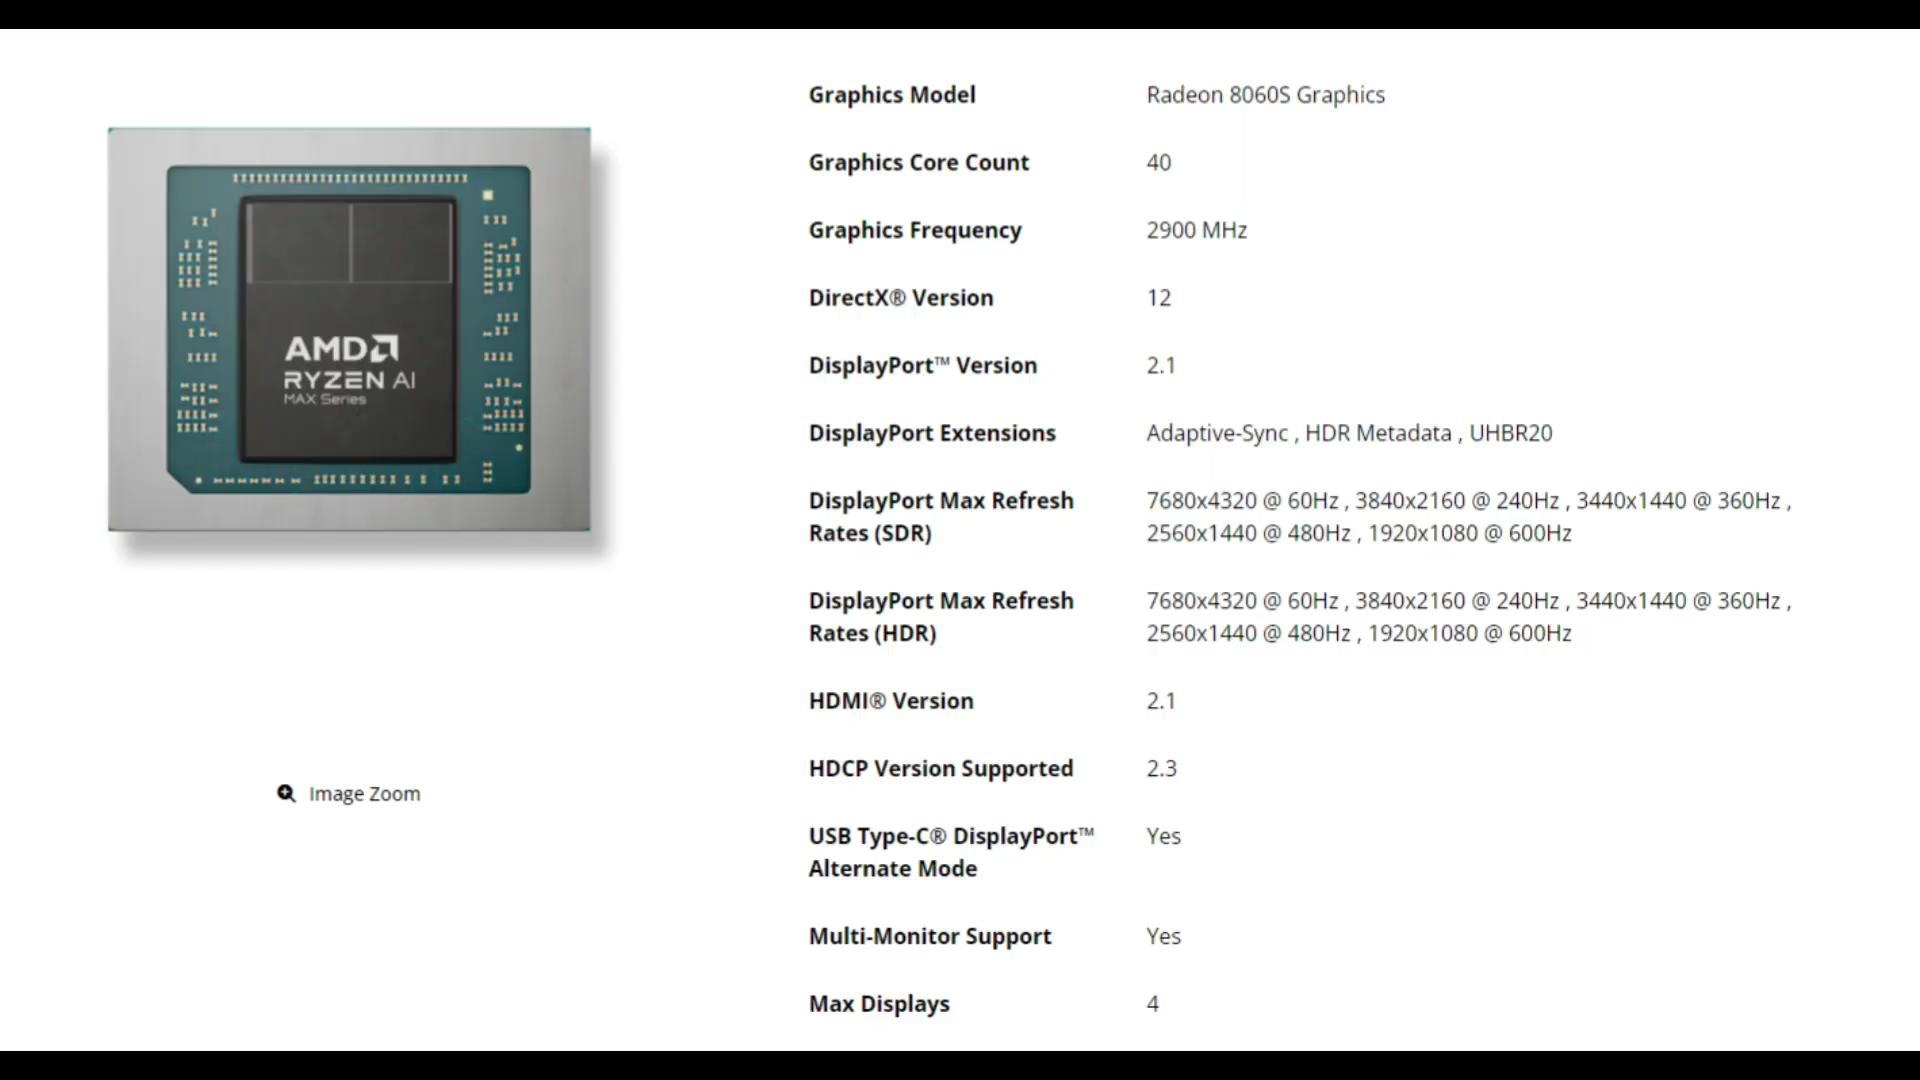 AMD
RYZEN AI
MAX Series
Image Zoom
Graphics Model
Radeon 8060S Graphics
Graphics Core Count
40
Graphics Frequency
2900 MHz
DirectX® Version
12
DisplayPort™ Version
2.1
DisplayPort Extensions
Adaptive-Sync , HDR Metadata , UHBR20
DisplayPort Max Refresh
Rates (SDR)
7680x4320 @ 60Hz , 3840x2160 @ 240Hz , 3440x1440 @ 360Hz ,
2560x1440 @ 480Hz , 1920x1080 @ 600Hz
DisplayPort Max Refresh
Rates (HDR)
7680x4320 @ 60Hz , 3840x2160 @ 240Hz , 3440x1440 @ 360Hz ,
2560x1440 @ 480Hz , 1920x1080 @ 600Hz
HDMI® Version
2.1
HDCP Version Supported
2.3
USB Type-C® DisplayPort™
Alternate Mode
Yes
Multi-Monitor Support
Yes
Max Displays
4